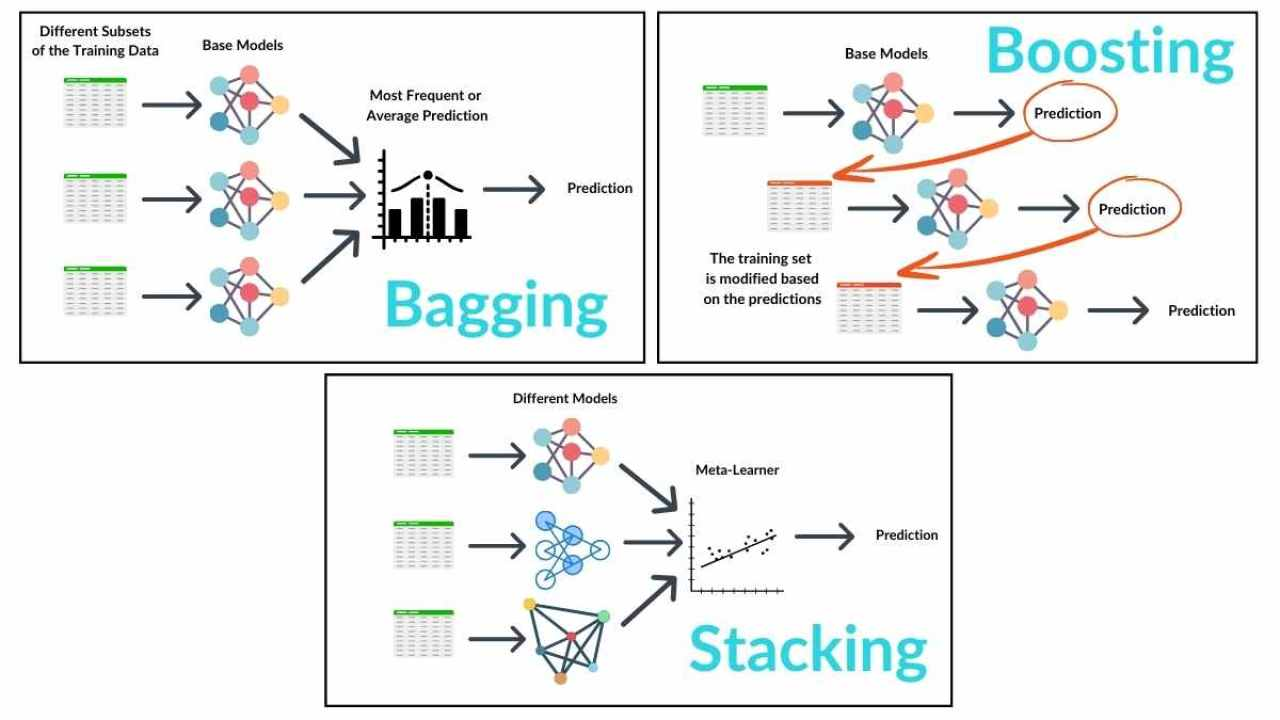 Different Subsets
of the Training Data
Base Models
Most Frequent or
Average Prediction
Prediction
Bagging
Boosting
Base Models
Prediction
Prediction
The training set
is modified based
on the predictions
Prediction
Different Models
Meta-Learner
Prediction
Stacking